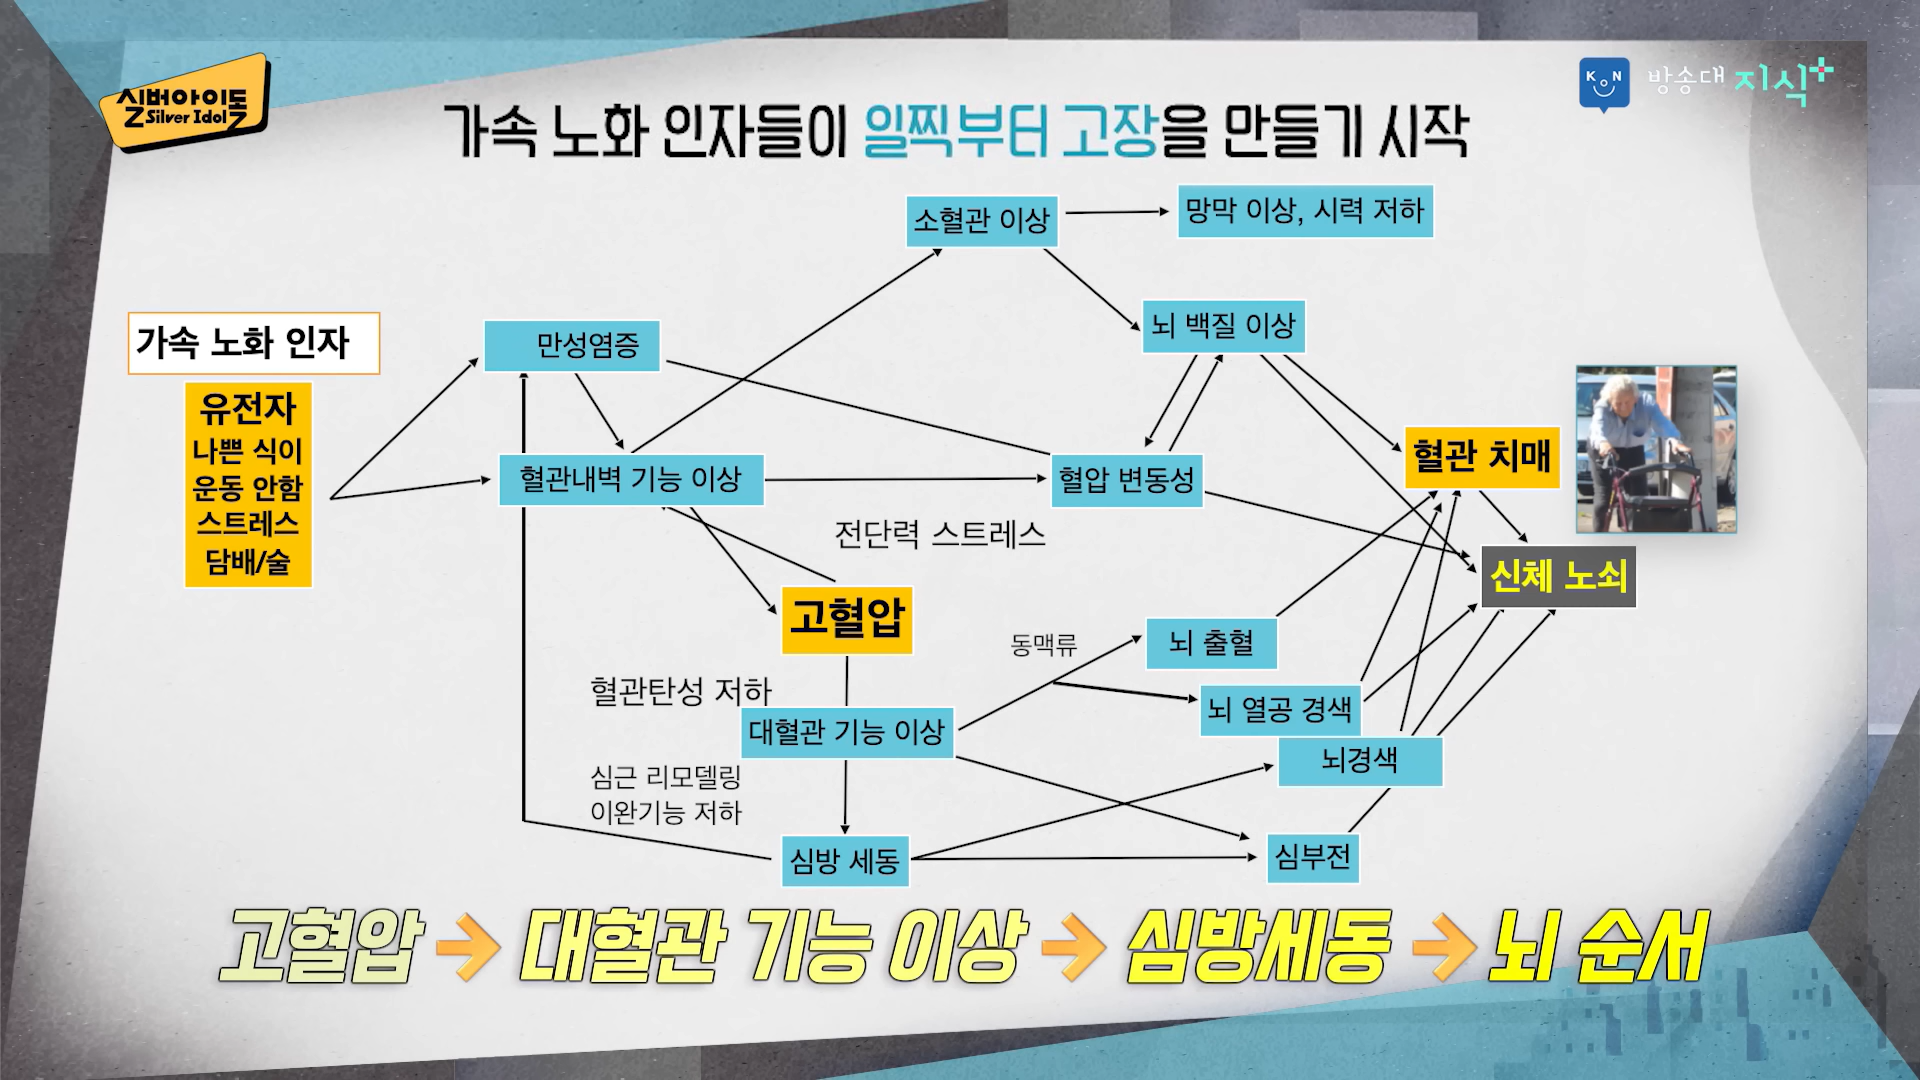 실버아이돌
Silver Idol
KON 방송대 지식+
가속 노화 인자들이 일찍부터 고장을 만들기 시작
소혈관 이상
망막 이상, 시력 저하
가속 노화 인자
만성염증
뇌 백질 이상
유전자
나쁜 식이
운동 안함
스트레스
담배/술
혈관내벽 기능 이상
혈압 변동성
혈관 치매
전단력 스트레스
신체 노쇠
고혈압
동맥류
뇌 출혈
혈관탄성 저하
대혈관 기능 이상
뇌 열공 경색
뇌경색
심근 리모델링
이완기능 저하
심방 세동
심부전
고혈압 → 대혈관 기능 이상 → 심방세동 → 뇌 순서